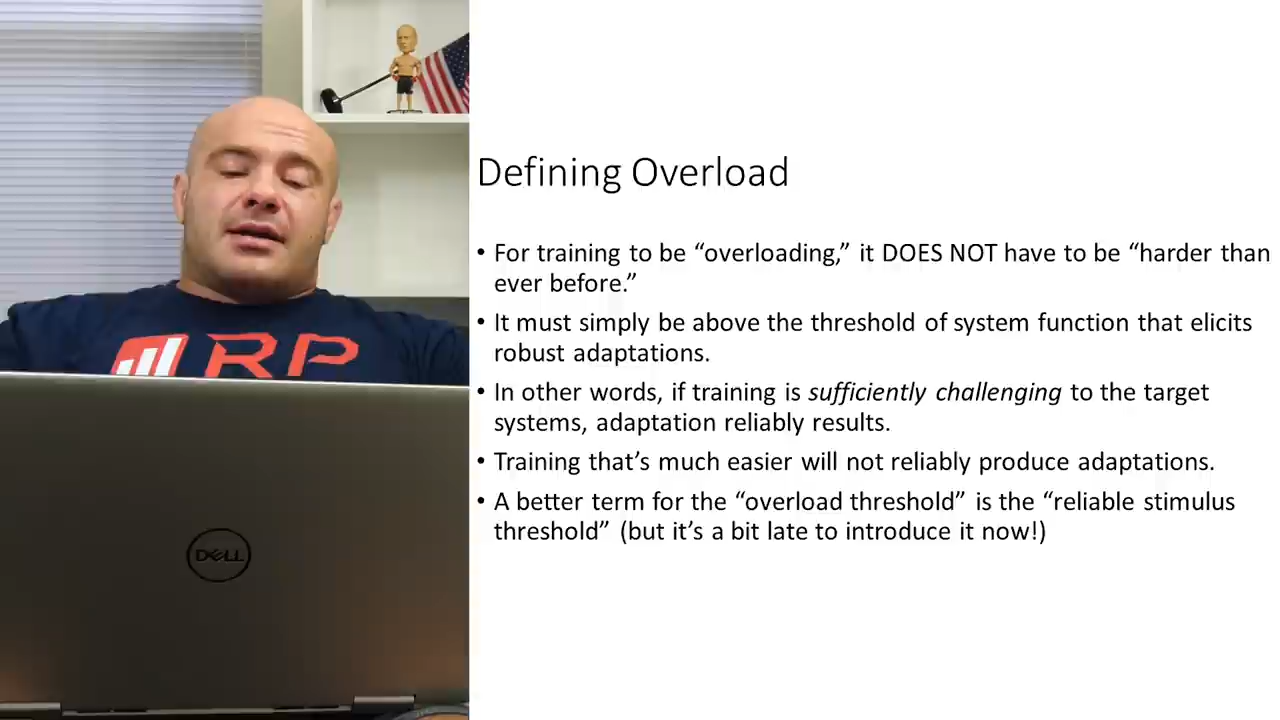 Defining Overload
• For training to be “overloading,” it DOES NOT have to be “harder than
ever before.”
• It must simply be above the threshold of system function that elicits
robust adaptations.
• In other words, if training is sufficiently challenging to the target
systems, adaptation reliably results.
• Training that’s much easier will not reliably produce adaptations.
• A better term for the “overload threshold” is the “reliable stimulus
threshold” (but it’s a bit late to introduce it now!)
RP
DELL